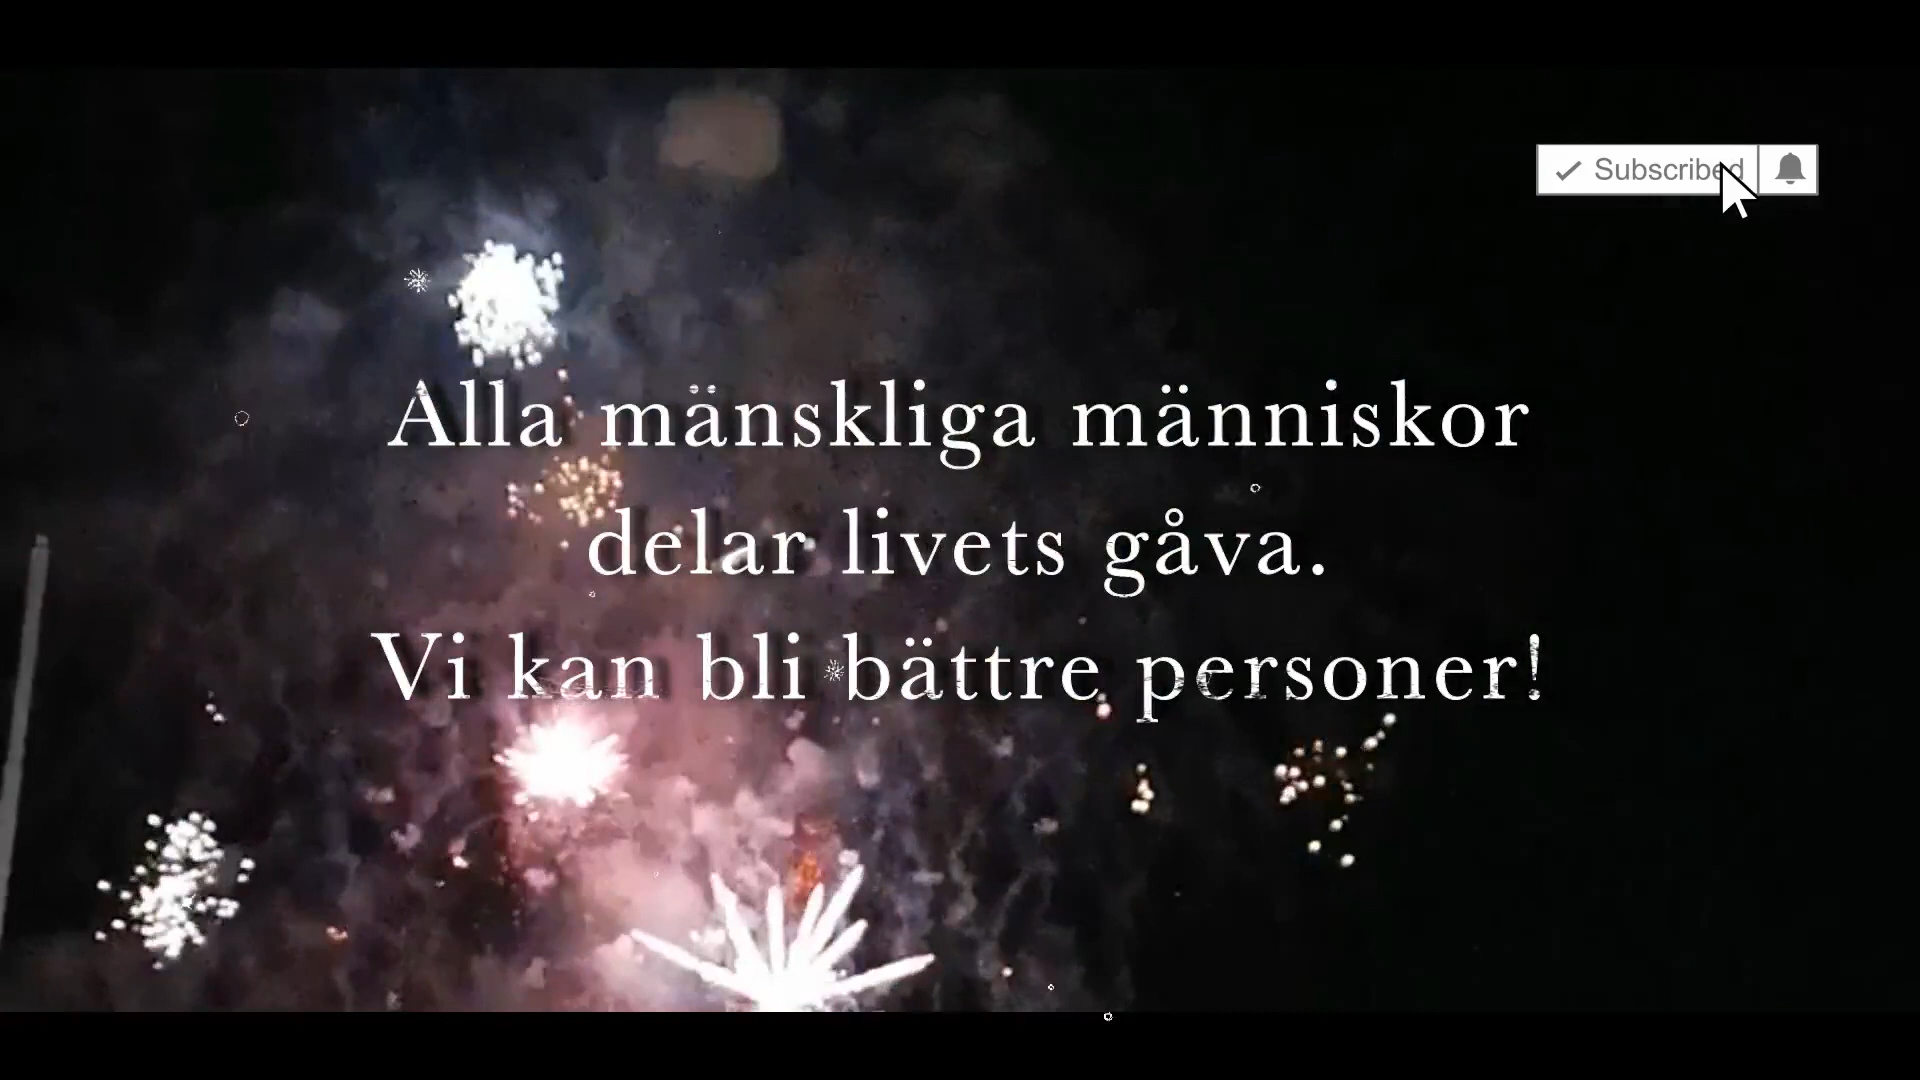 Subscribed
Alla mänskliga människor
delar livets gåva.
Vi kan bli bättre personer!